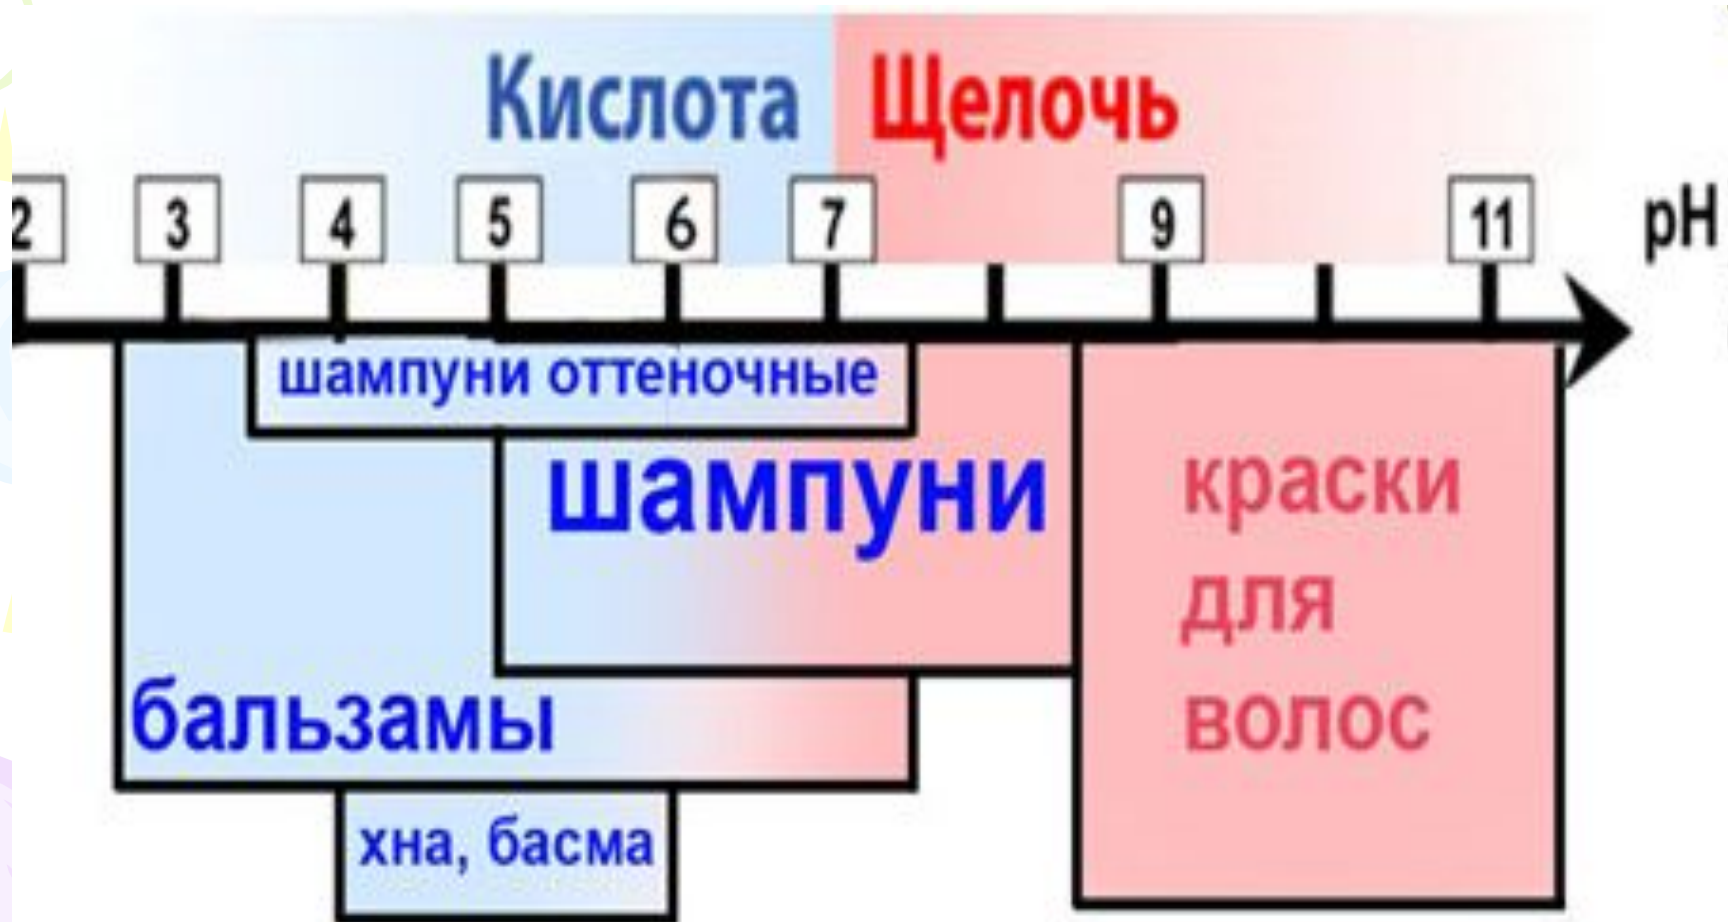 Кислота Щелочь
2 3 4 5 6 7 9 11 pH
шампуни оттеночные
шампуни
краски
для
волос
бальзамы
хна, басма